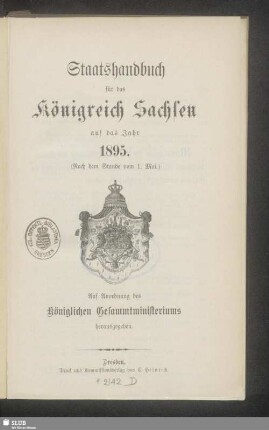 Staatshandbuch
für das
Königreich Sachsen
auf das Jahr
1895.
(Nach dem Stande vom 1. Mai.)
Auf Anordnung des
Königlichen Gesammtministeriums
herausgegeben.
Dresden,
Druck und Commissionsverlag von C. Heinrich.
SLUB